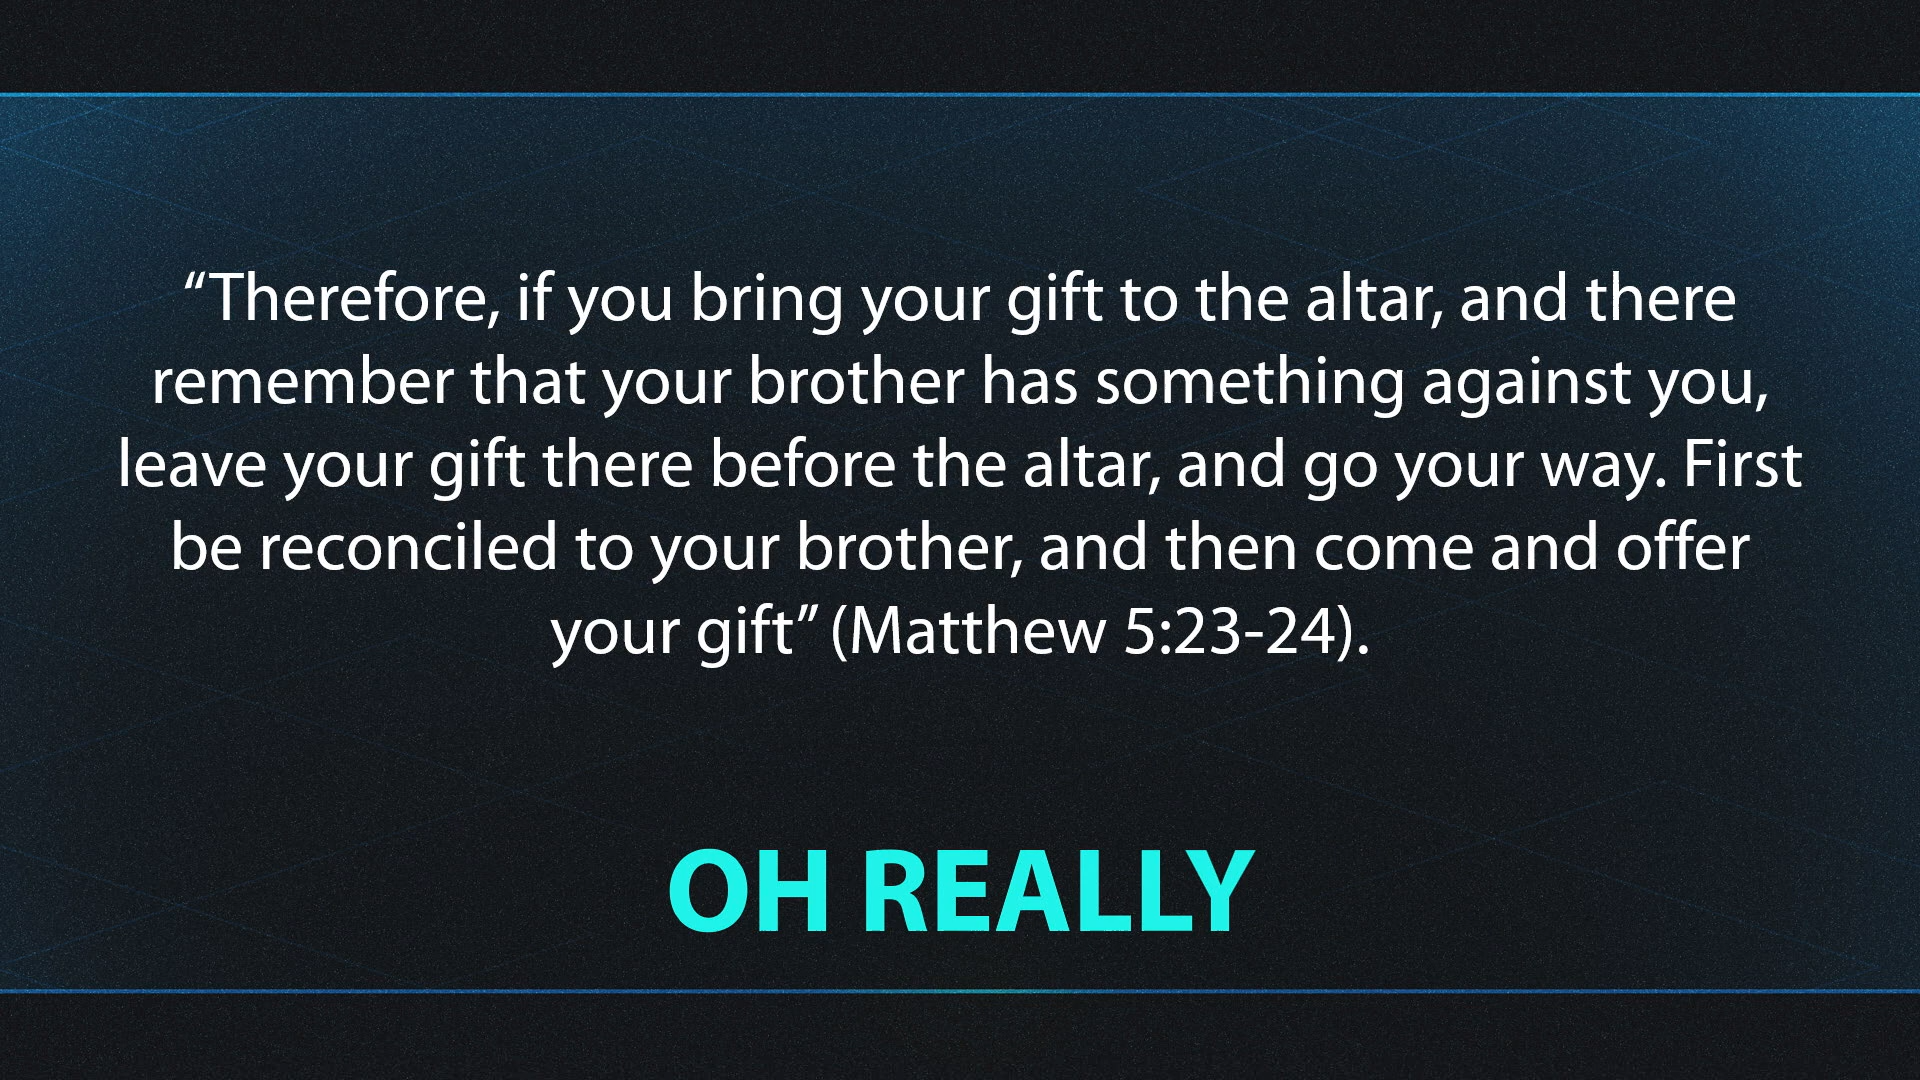 “Therefore, if you bring your gift to the altar, and there
remember that your brother has something against you,
leave your gift there before the altar, and go your way. First
be reconciled to your brother, and then come and offer
your gift” (Matthew 5:23-24).
OH REALLY